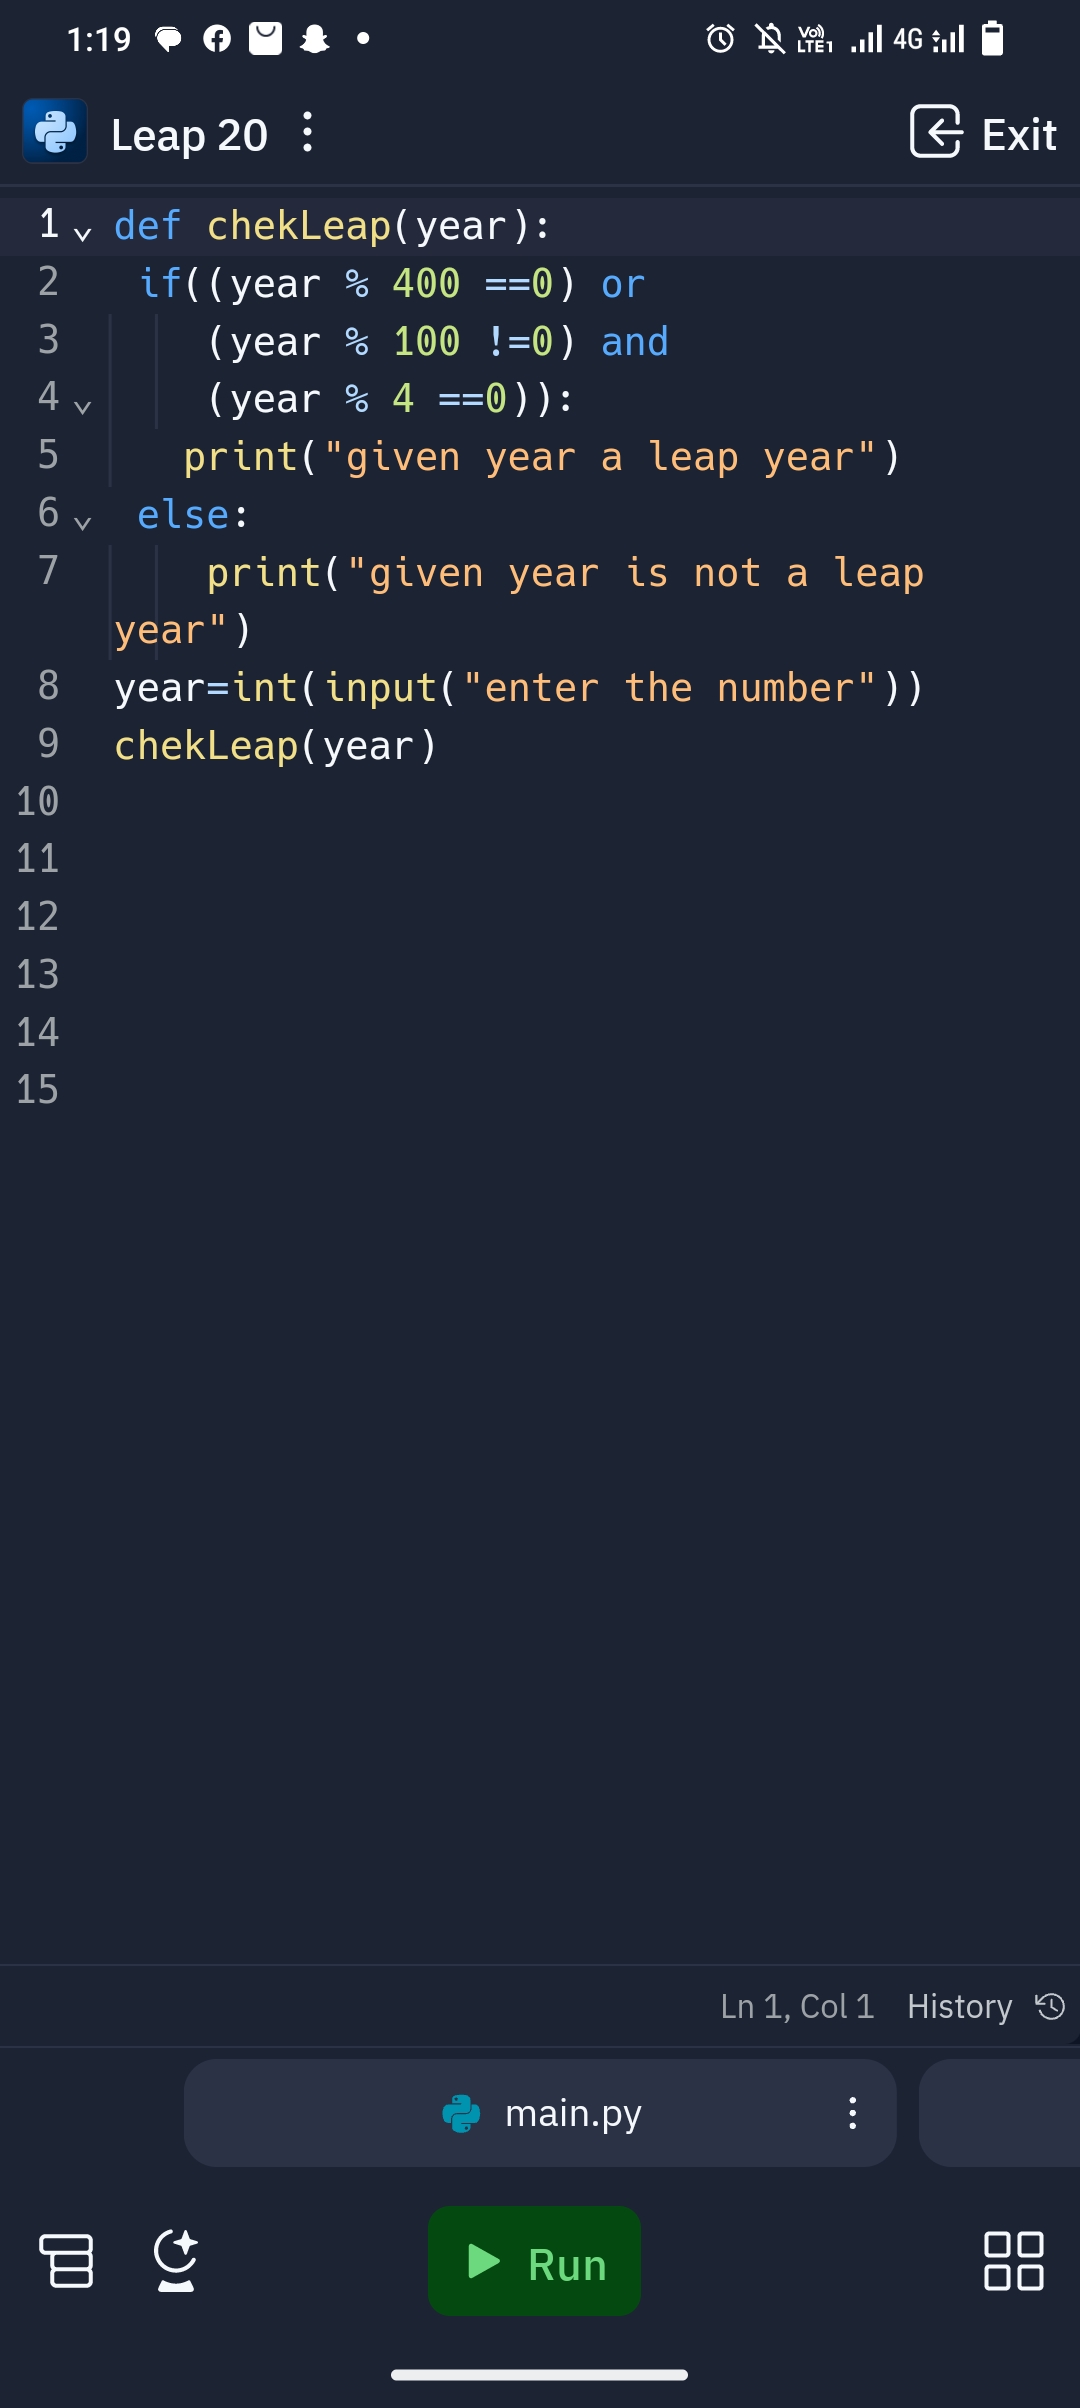 1:19 Vo)) LTE1 4G
Leap 20 Exit
1 def chekLeap(year):
2 if((year % 400 ==0) or
3 (year % 100 !=0) and
4 (year % 4 ==0)):
5 print("given year a leap year")
6 else:
7 print("given year is not a leap
year")
8 year=int(input("enter the number"))
9 chekLeap(year)
10
11
12
13
14
15
Ln 1, Col 1 History
main.py
Run